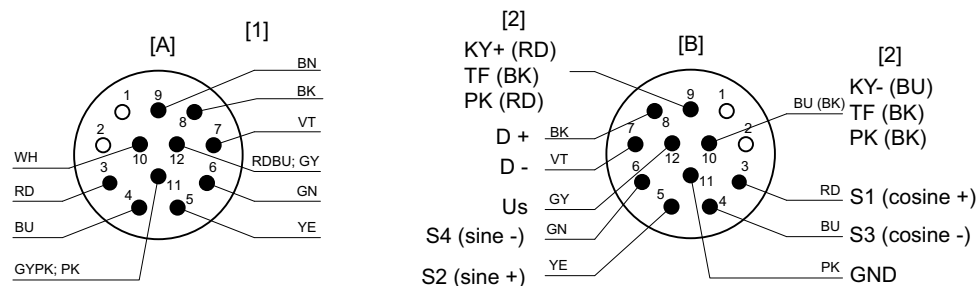 [1]
[A]
BN
BK
VT
RDBU; GY
GN
YE
WH
RD
BU
GYPK; PK
1
9
8
2
7
10
12
3
11
6
4
5
[2]
KY+ (RD)
TF (BK)
PK (RD)
[B]
[2]
KY- (BU)
TF (BK)
PK (BK)
BU (BK)
D + BK
D - VT
Us GY
S4 (sine -) GN
S2 (sine +) YE
RD S1 (cosine +)
BU S3 (cosine -)
PK GND
9
1
8
7
2
12
10
6
11
3
5
4